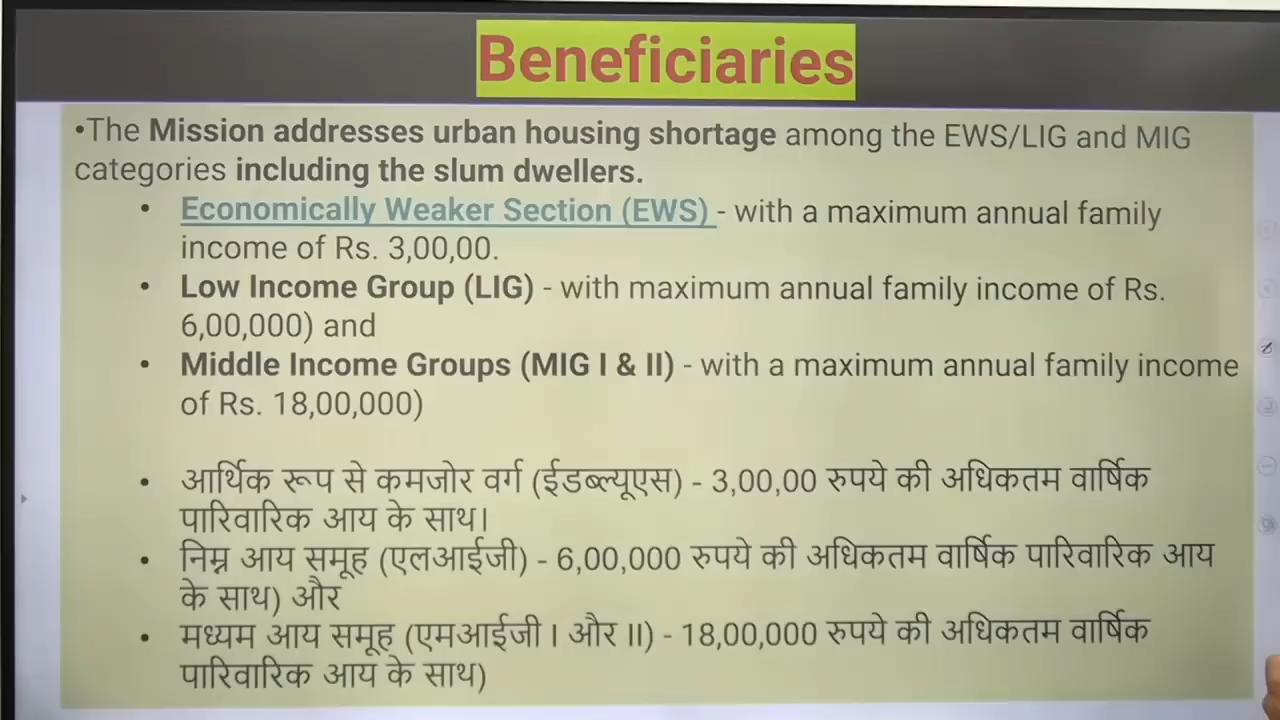 Beneficiaries
•The Mission addresses urban housing shortage among the EWS/LIG and MIG
categories including the slum dwellers.
• Economically Weaker Section (EWS) - with a maximum annual family
income of Rs. 3,00,00.
• Low Income Group (LIG) - with maximum annual family income of Rs.
6,00,000) and
• Middle Income Groups (MIG I & II) - with a maximum annual family income
of Rs. 18,00,000)
• आर्थिक रूप से कमजोर वर्ग (ईडब्ल्यूएस) - 3,00,00 रुपये की अधिकतम वार्षिक
पारिवारिक आय के साथ।
• निम्न आय समूह (एलआईजी) - 6,00,000 रुपये की अधिकतम वार्षिक पारिवारिक आय
के साथ) और
• मध्यम आय समूह (एमआईजी I और II) - 18,00,000 रुपये की अधिकतम वार्षिक
पारिवारिक आय के साथ)